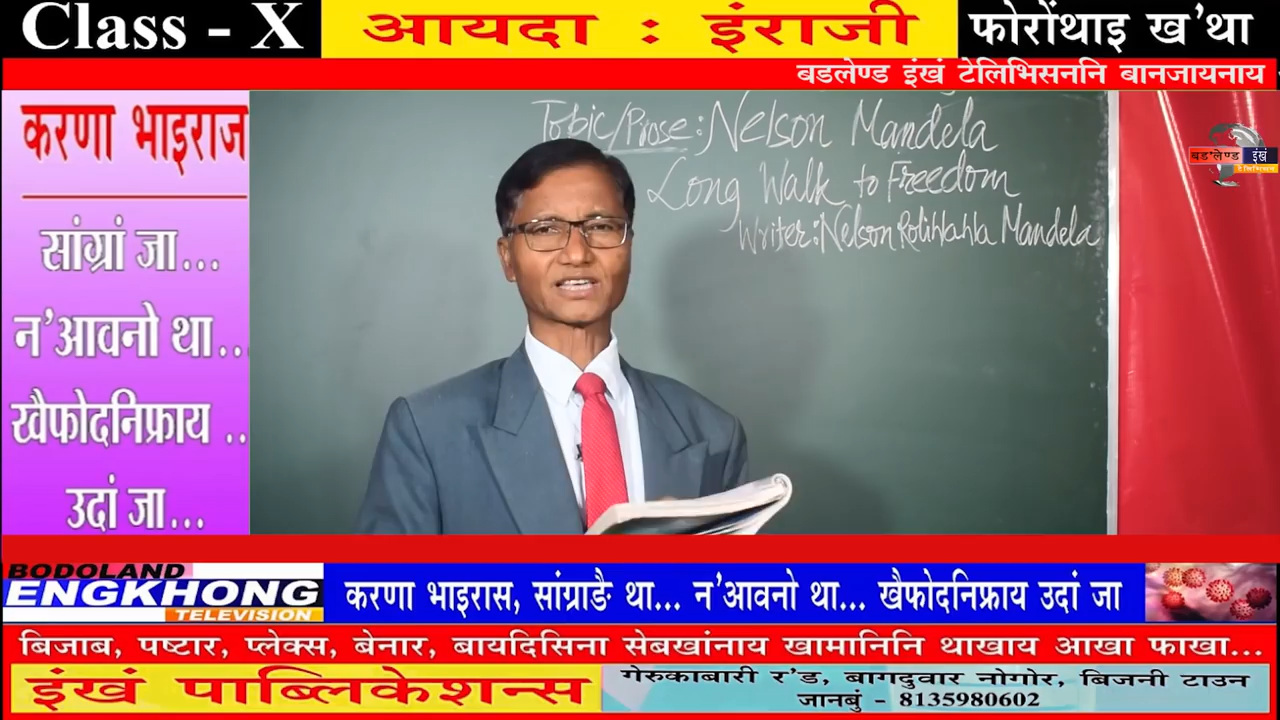 Class - X
आयदा : इंराजी
फोरोंथाइ ख'था
बडलेण्ड इंखं टेलिभिसननि बानजायनाय
करणा भाइराज
सांग्रां जा...
न'आवनो था...
खैफोदनिफ्राय ..
उदां जा...
Topic/Prose: Nelson Mandela
Long Walk to Freedom
Writer: Nelson Rolihlahla Mandela
बड'लेण्ड इंखं
टेलिभिसन
BODOLAND
ENGKHONG
TELEVISION
करणा भाइरास, सांग्राङै था... न'आवनो था... खैफोदनिफ्राय उदां जा
बिजाब, पष्टार, प्लेक्स, बेनार, बायदिसिना सेबखांनाय खामानिनि थाखाय आखा फाखा...
इंखं पाब्लिकेशन्स
गेरुकाबारी र'ड, बागदुवार नोगोर, बिजनी टाउन
जानबुं - 8135980602